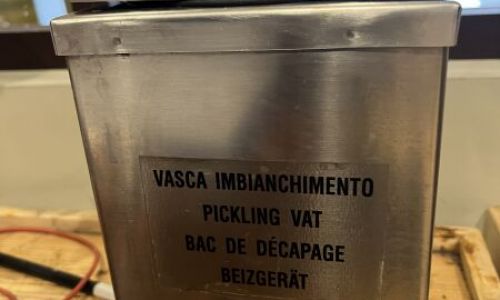 VASCA IMBIANCHIMENTO
PICKLING VAT
BAC DE DÉCAPAGE
BEIZGERÄT